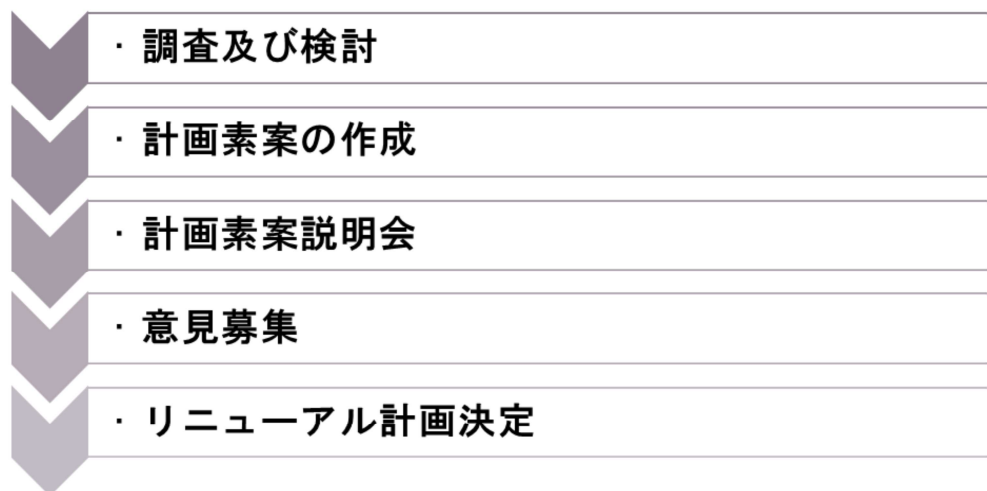 ・調査及び検討
・計画素案の作成
・計画素案説明会
・意見募集
・リニューアル計画決定